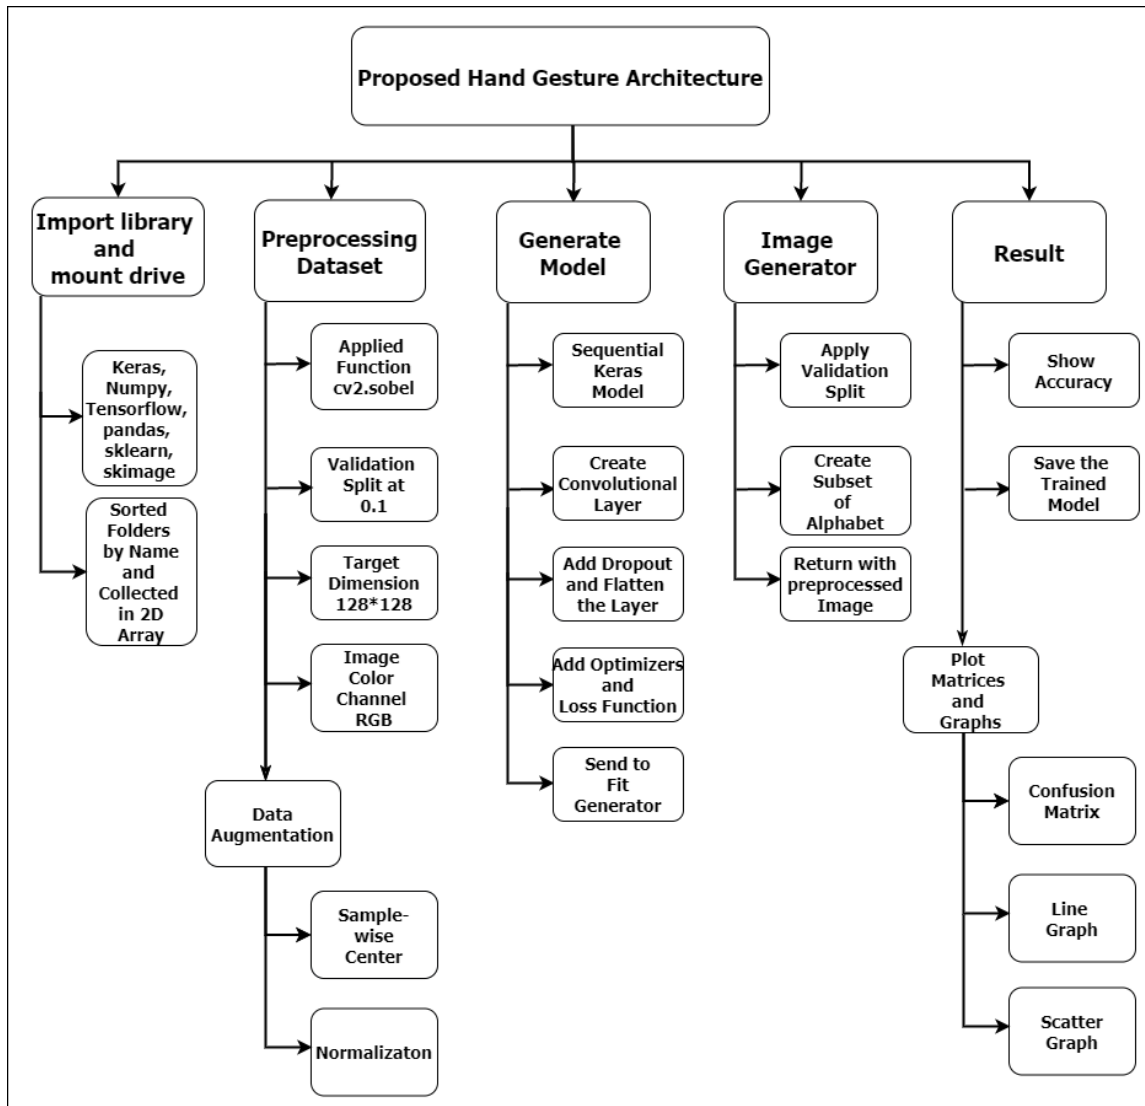 Proposed Hand Gesture Architecture
Import library
and
mount drive
Keras,
Numpy,
Tensorflow,
pandas,
sklearn,
skimage
Sorted
Folders
by Name
and
Collected
in 2D
Array
Preprocessing
Dataset
Applied
Function
cv2.sobel
Validation
Split at
0.1
Target
Dimension
128*128
Image
Color
Channel
RGB
Data
Augmentation
Sample-
wise
Center
Normalizaton
Generate
Model
Sequential
Keras
Model
Create
Convolutional
Layer
Add Dropout
and Flatten
the Layer
Add Optimizers
and
Loss Function
Send to
Fit
Generator
Image
Generator
Apply
Validation
Split
Create
Subset
of
Alphabet
Return with
preprocessed
Image
Result
Show
Accuracy
Save the
Trained
Model
Plot
Matrices
and
Graphs
Confusion
Matrix
Line
Graph
Scatter
Graph